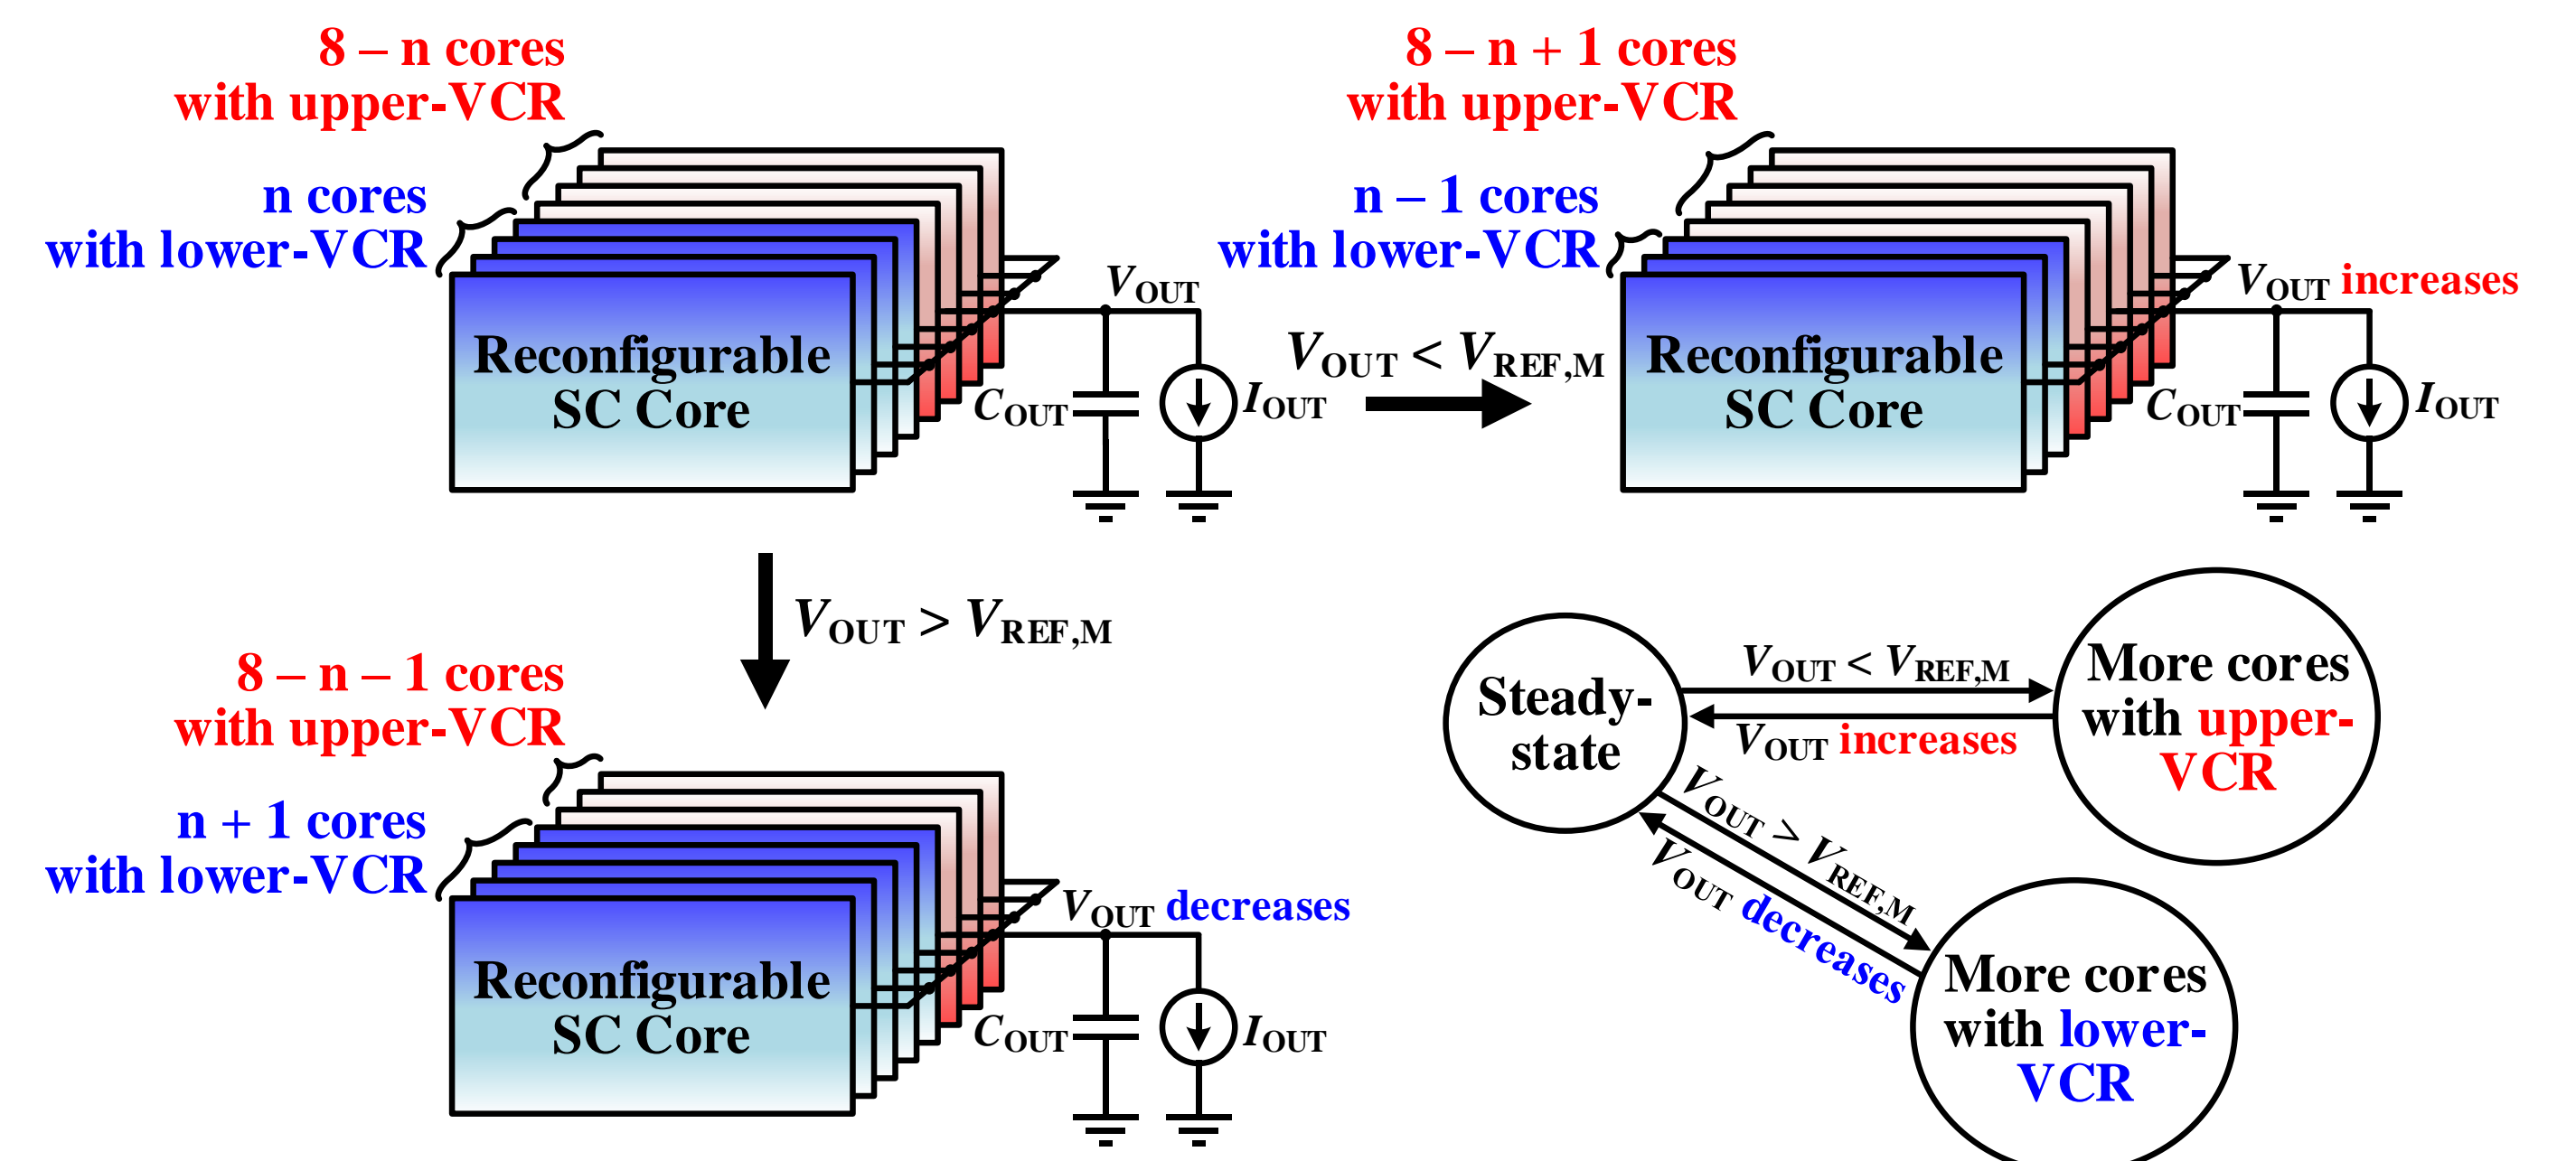 8 – n cores
with upper-VCR
n cores
with lower-VCR
Reconfigurable
SC Core
VOUT
COUT
IOUT
VOUT < VREF,M
8 – n + 1 cores
with upper-VCR
n – 1 cores
with lower-VCR
Reconfigurable
SC Core
VOUT increases
COUT
IOUT
VOUT > VREF,M
8 – n – 1 cores
with upper-VCR
n + 1 cores
with lower-VCR
Reconfigurable
SC Core
VOUT decreases
COUT
IOUT
Steady-
state
VOUT < VREF,M
VOUT increases
More cores
with upper-
VCR
VOUT > VREF,M
VOUT decreases
More cores
with lower-
VCR